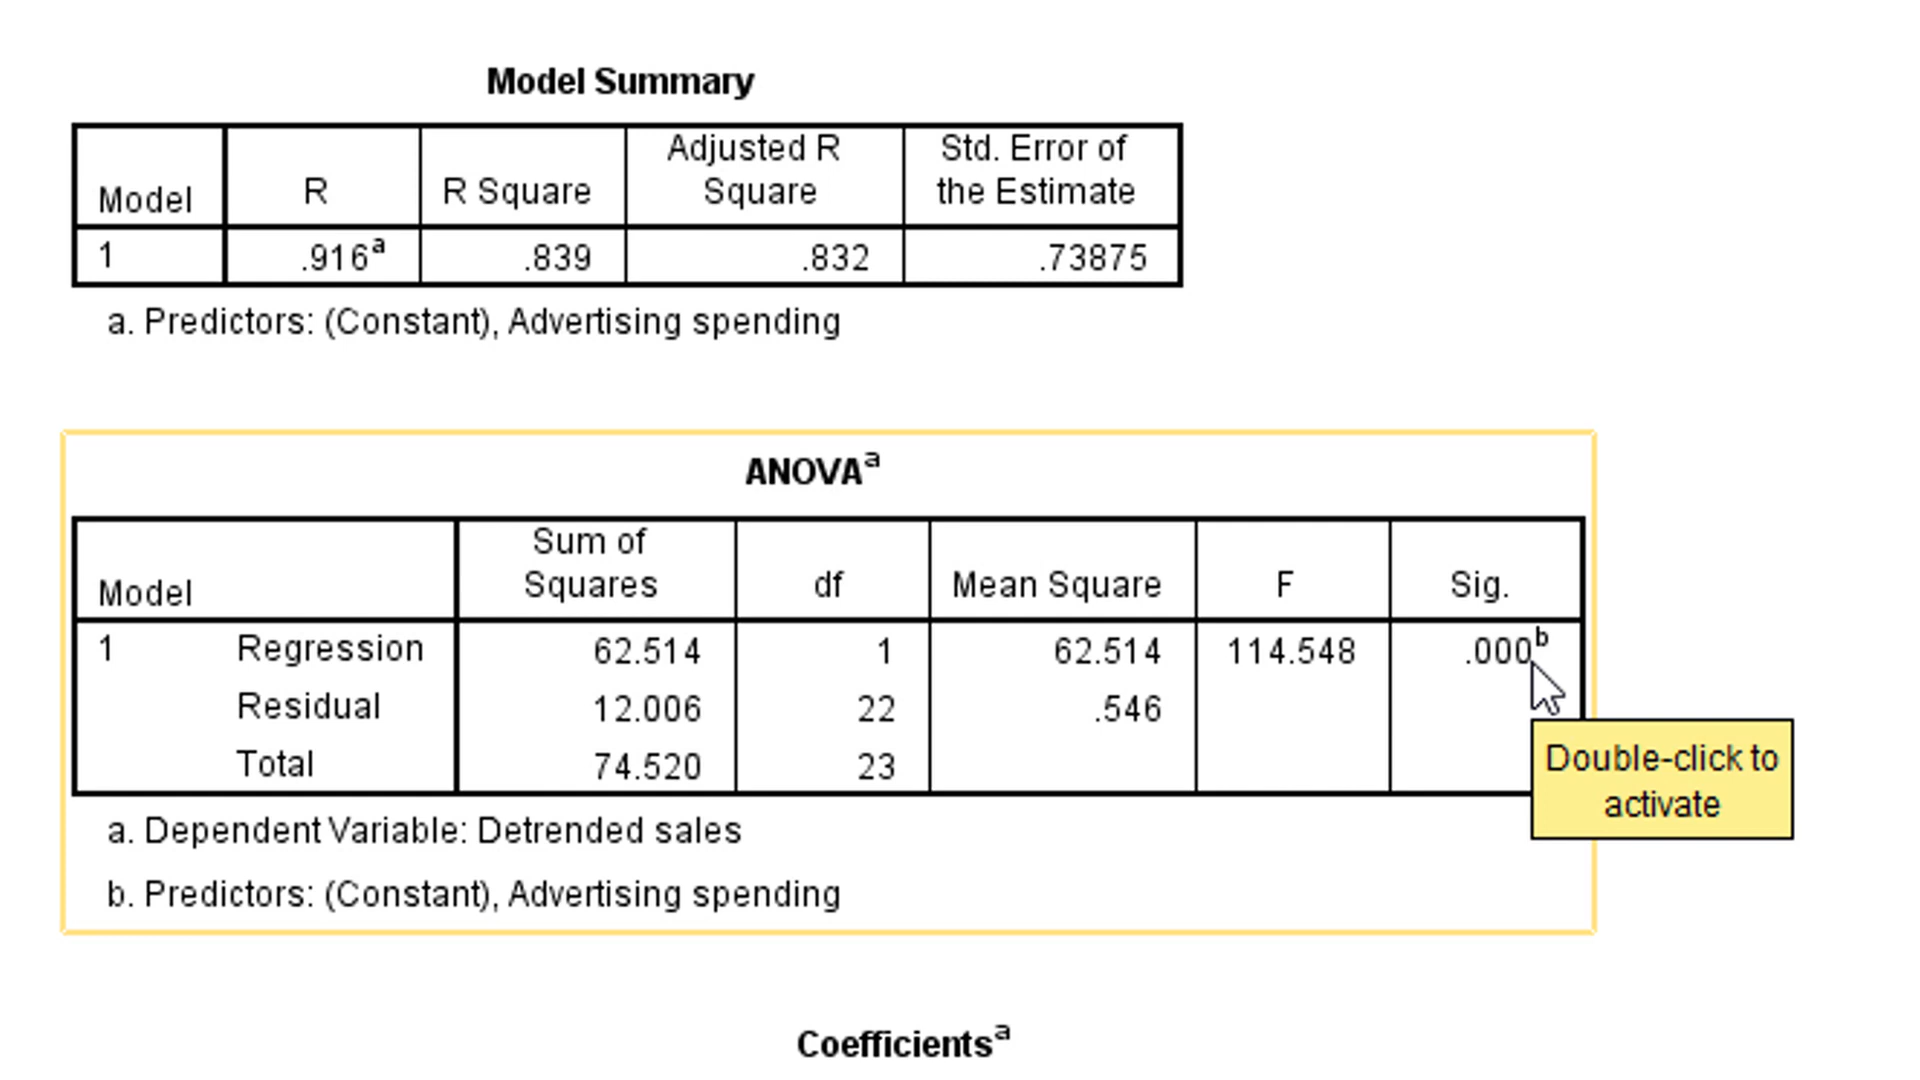 Model Summary
Model R R Square Adjusted R Square Std. Error of the Estimate
1 .916a .839 .832 .73875
a. Predictors: (Constant), Advertising spending
ANOVAa
Model Sum of Squares df Mean Square F Sig.
1 Regression 62.514 1 62.514 114.548 .000b
Residual 12.006 22 .546
Total 74.520 23
Double-click to
activate
a. Dependent Variable: Detrended sales
b. Predictors: (Constant), Advertising spending
Coefficientsa